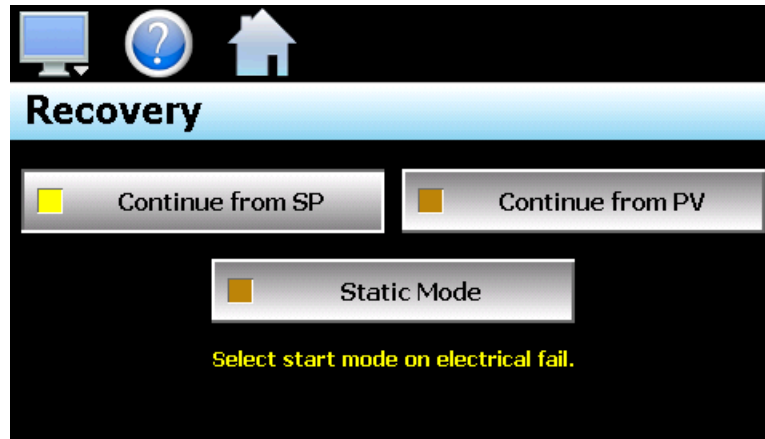 ?
Recovery
Continue from SP
Continue from PV
Static Mode
Select start mode on electrical fail.